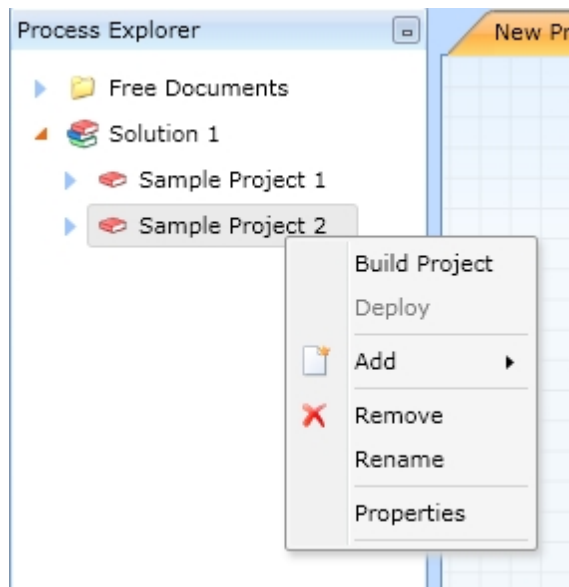 Process Explorer
New Pr
Free Documents
Solution 1
Sample Project 1
Sample Project 2
Build Project
Deploy
Add
Remove
Rename
Properties